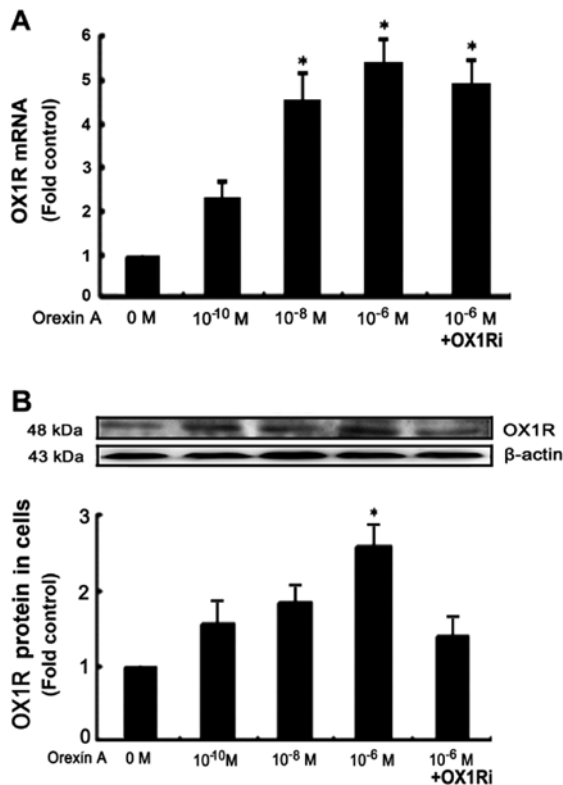 A
OX1R mRNA
(Fold control)
6
5
4
3
2
1
0
* * *
Orexin A 0 M 10⁻¹⁰ M 10⁻⁸ M 10⁻⁶ M 10⁻⁶ M
+OX1Ri
B
48 kDa OX1R
43 kDa β-actin
OX1R protein in cells
(Fold control)
3
2
1
0
*
Orexin A 0 M 10⁻¹⁰M 10⁻⁸ M 10⁻⁶ M 10⁻⁶ M
+OX1Ri